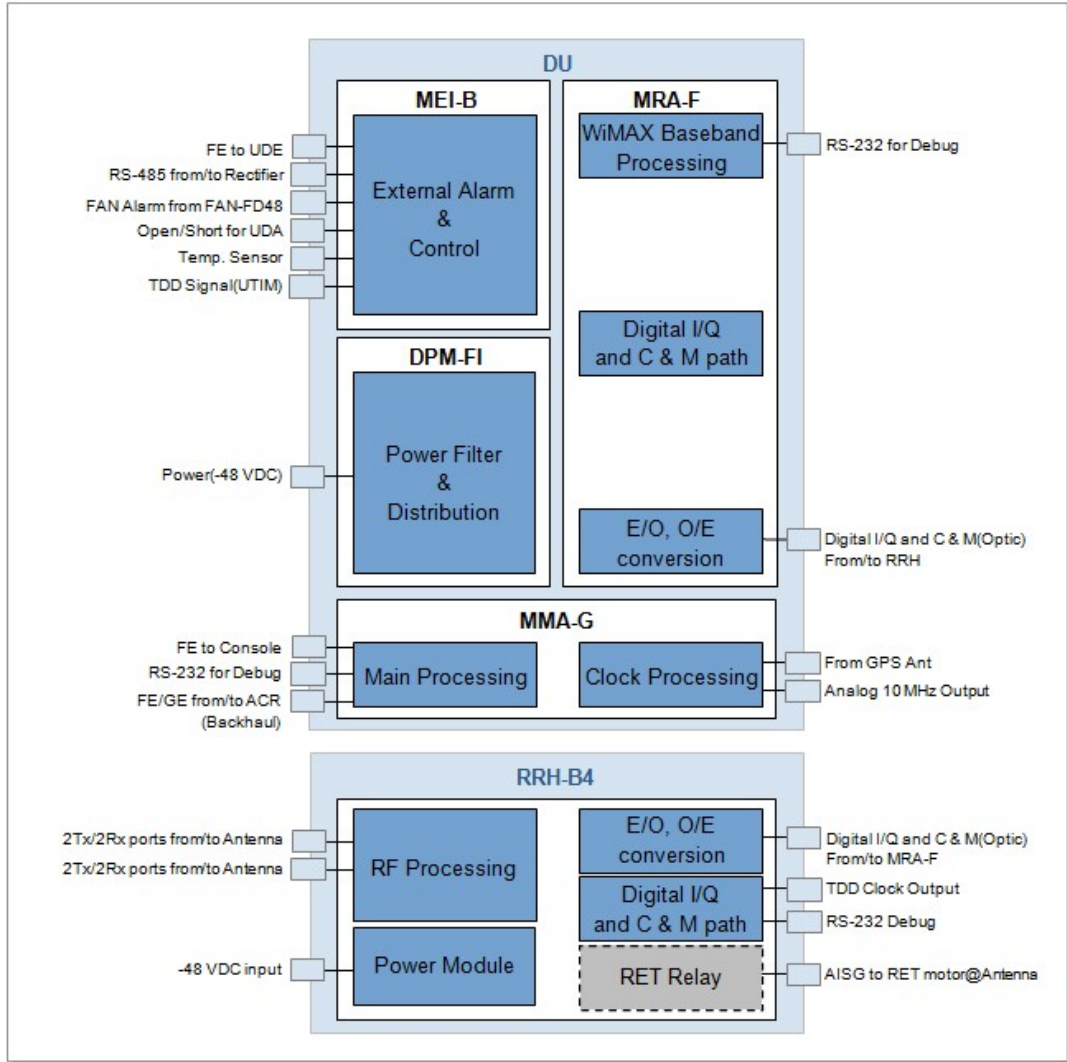 DU
MEI-B
External Alarm
&
Control
FE to UDE
RS-485 from/to Rectifier
FAN Alarm from FAN-FD48
Open/Short for UDA
Temp. Sensor
TDD Signal(UTIM)
MRA-F
WiMAX Baseband
Processing
RS-232 for Debug
Digital I/Q
and C & M path
E/O, O/E
conversion
Digital I/Q and C & M(Optic)
From/to RRH
DPM-FI
Power Filter
&
Distribution
Power(-48 VDC)
MMA-G
Main Processing
FE to Console
RS-232 for Debug
FE/GE from/to ACR
(Backhaul)
Clock Processing
From GPS Ant
Analog 10 MHz Output
RRH-B4
2Tx/2Rx ports from/to Antenna
2Tx/2Rx ports from/to Antenna
RF Processing
-48 VDC input
Power Module
E/O, O/E
conversion
Digital I/Q and C & M(Optic)
From/to MRA-F
Digital I/Q
and C & M path
TDD Clock Output
RS-232 Debug
RET Relay
AISG to RET motor@Antenna